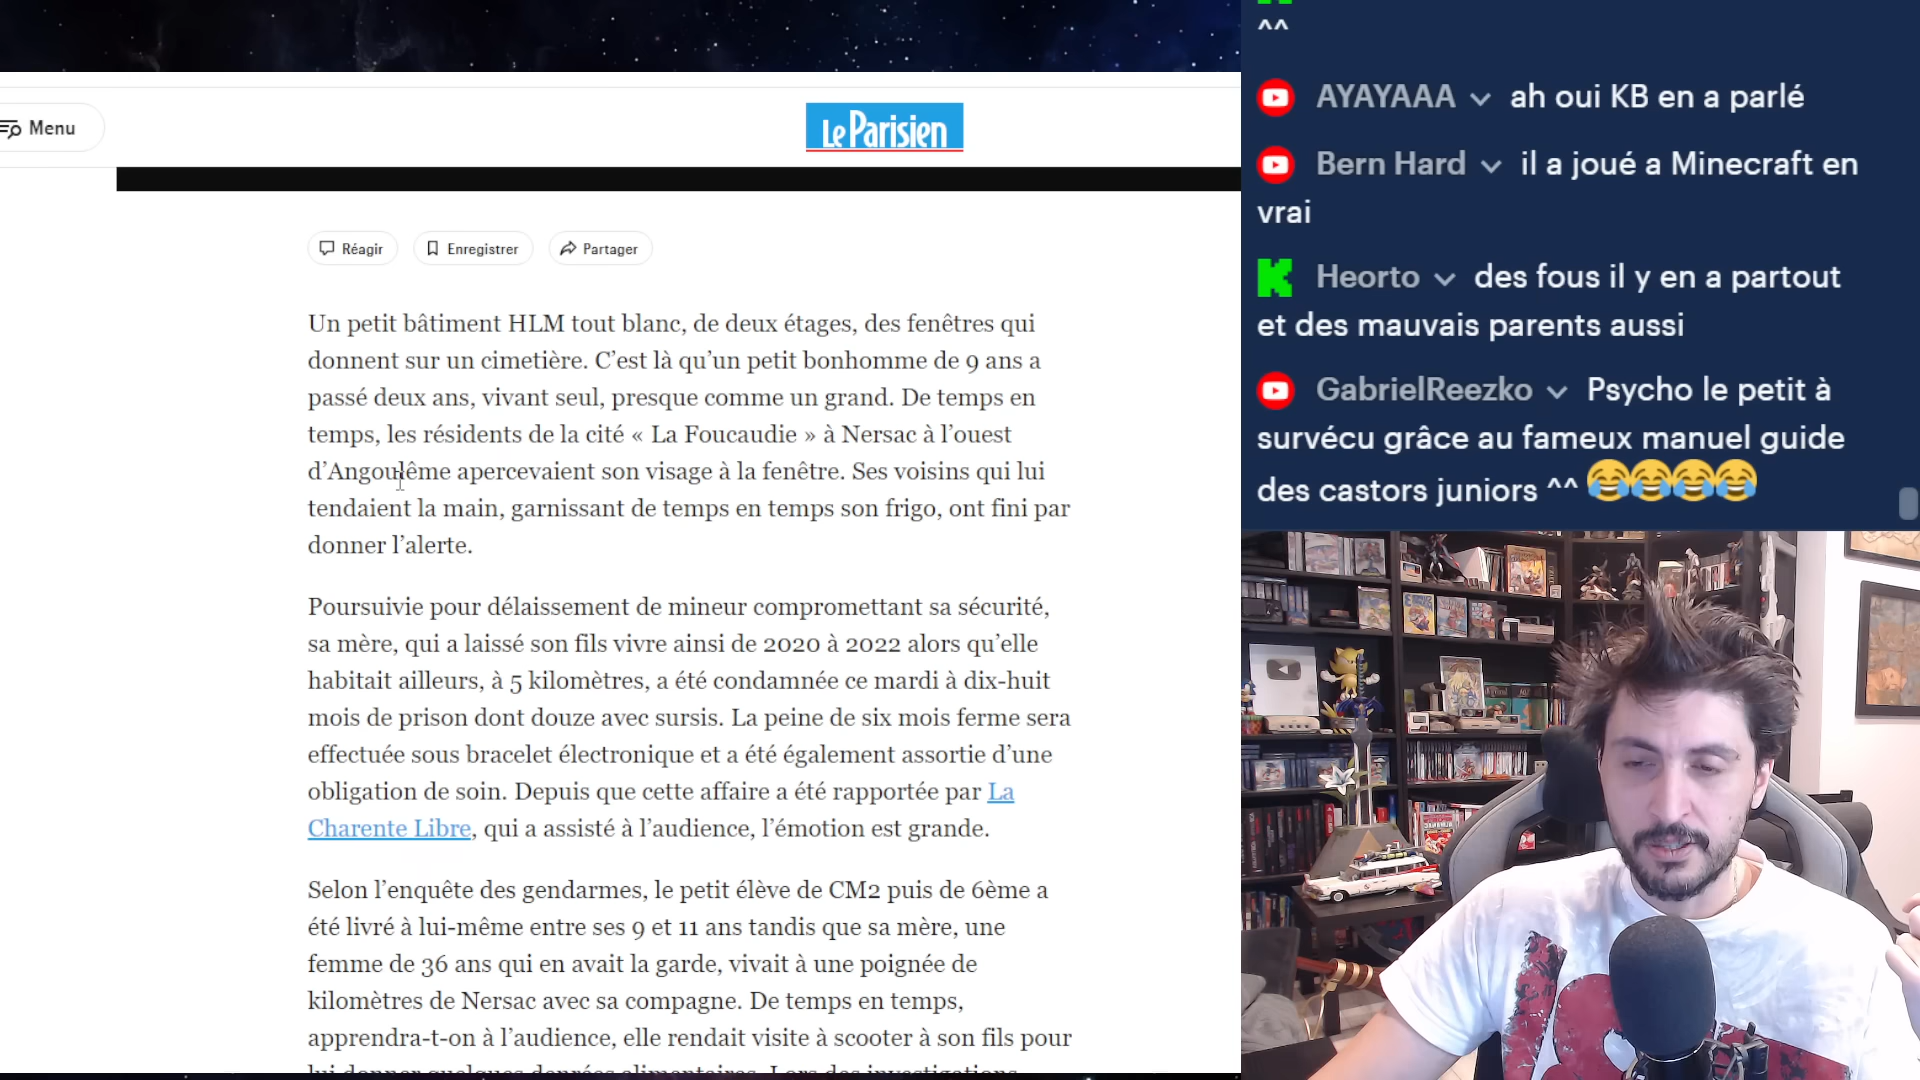 Menu
Le Parisien
Réagir
Enregistrer
Partager
Un petit bâtiment HLM tout blanc, de deux étages, des fenêtres qui
donnent sur un cimetière. C’est là qu’un petit bonhomme de 9 ans a
passé deux ans, vivant seul, presque comme un grand. De temps en
temps, les résidents de la cité « La Foucaudie » à Nersac à l’ouest
d’Angoulême apercevaient son visage à la fenêtre. Ses voisins qui lui
tendaient la main, garnissant de temps en temps son frigo, ont fini par
donner l’alerte.
Poursuivie pour délaissement de mineur compromettant sa sécurité,
sa mère, qui a laissé son fils vivre ainsi de 2020 à 2022 alors qu’elle
habitait ailleurs, à 5 kilomètres, a été condamnée ce mardi à dix-huit
mois de prison dont douze avec sursis. La peine de six mois ferme sera
effectuée sous bracelet électronique et a été également assortie d’une
obligation de soin. Depuis que cette affaire a été rapportée par La
Charente Libre, qui a assisté à l’audience, l’émotion est grande.
Selon l’enquête des gendarmes, le petit élève de CM2 puis de 6ème a
été livré à lui-même entre ses 9 et 11 ans tandis que sa mère, une
femme de 36 ans qui en avait la garde, vivait à une poignée de
kilomètres de Nersac avec sa compagne. De temps en temps,
apprendra-t-on à l’audience, elle rendait visite à scooter à son fils pour
lui donner quelques denrées alimentaires. Lors des investigations
^^
AYAYAAA ah oui KB en a parlé
Bern Hard il a joué a Minecraft en
vrai
Heorto des fous il y en a partout
et des mauvais parents aussi
GabrielReezko Psycho le petit à
survécu grâce au fameux manuel guide
des castors juniors ^^ 😂😂😂😂